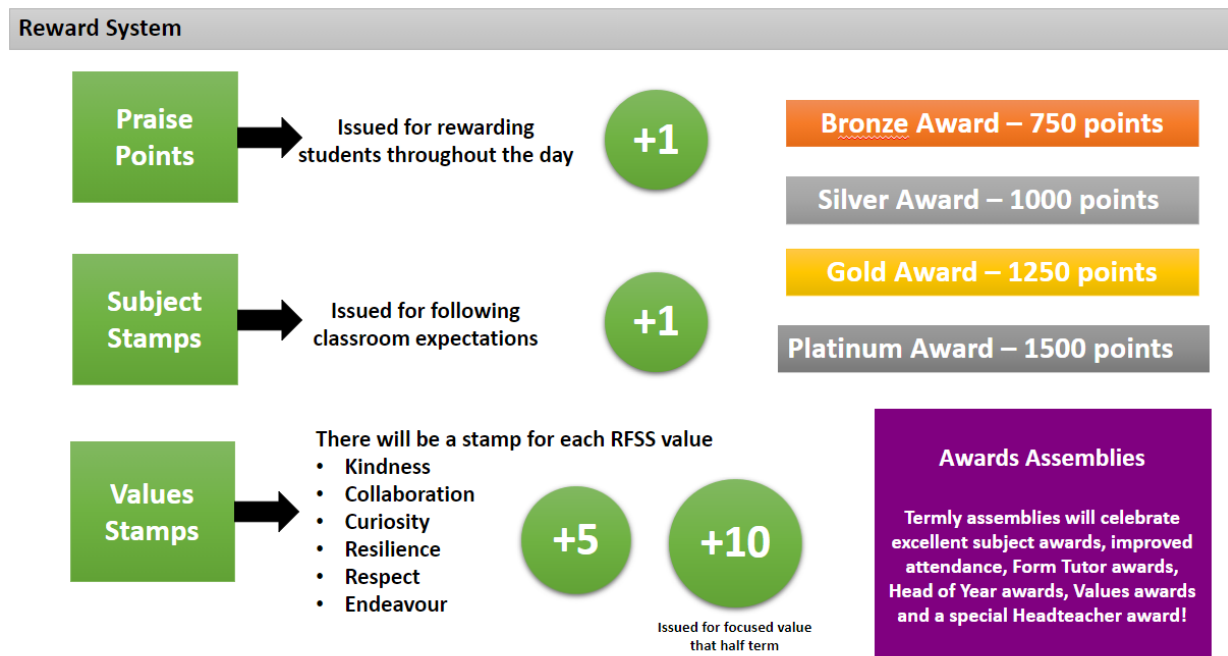 Reward System
Praise
Points
Issued for rewarding
students throughout the day
+1
Bronze Award – 750 points
Silver Award – 1000 points
Gold Award – 1250 points
Platinum Award – 1500 points
Subject
Stamps
Issued for following
classroom expectations
+1
Values
Stamps
There will be a stamp for each RFSS value
• Kindness
• Collaboration
• Curiosity
• Resilience
• Respect
• Endeavour
+5
+10
Issued for focused value
that half term
Awards Assemblies
Termly assemblies will celebrate
excellent subject awards, improved
attendance, Form Tutor awards,
Head of Year awards, Values awards
and a special Headteacher award!